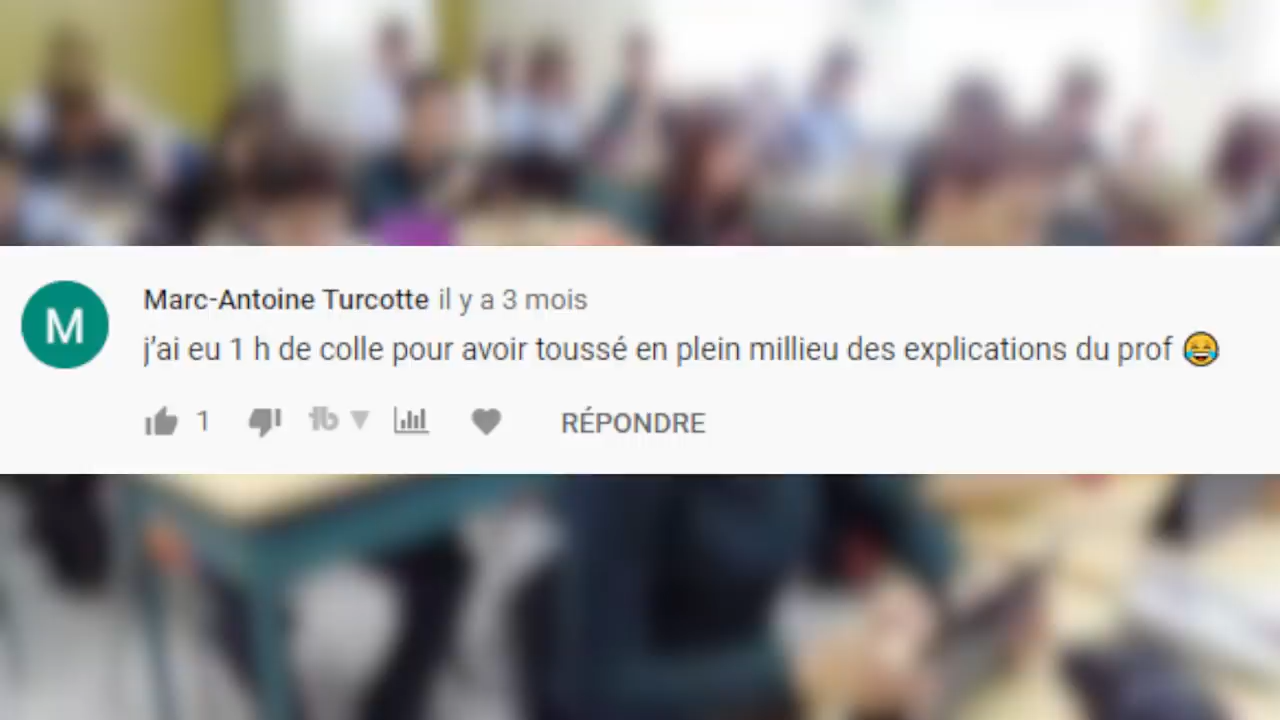 M
Marc-Antoine Turcotte il y a 3 mois
j'ai eu 1 h de colle pour avoir toussé en plein millieu des explications du prof 😂
1 tb RÉPONDRE